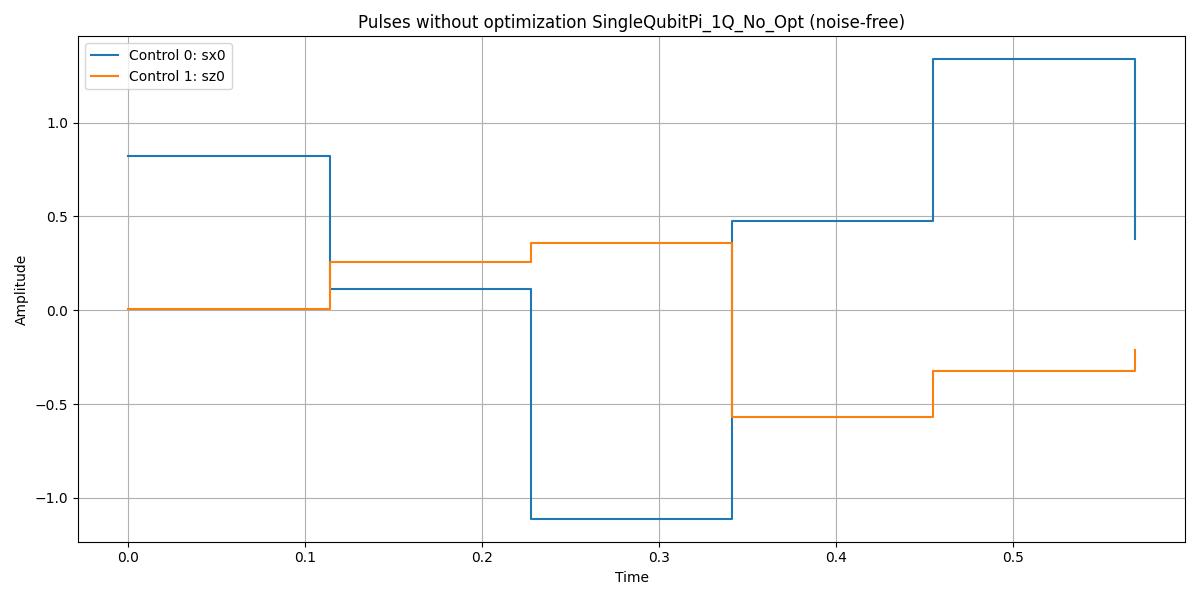 Pulses without optimization SingleQubitPi_1Q_No_Opt (noise-free)
Control 0: sx0
Control 1: sz0
Amplitude
1.0
0.5
0.0
−0.5
−1.0
0.0 0.1 0.2 0.3 0.4 0.5
Time